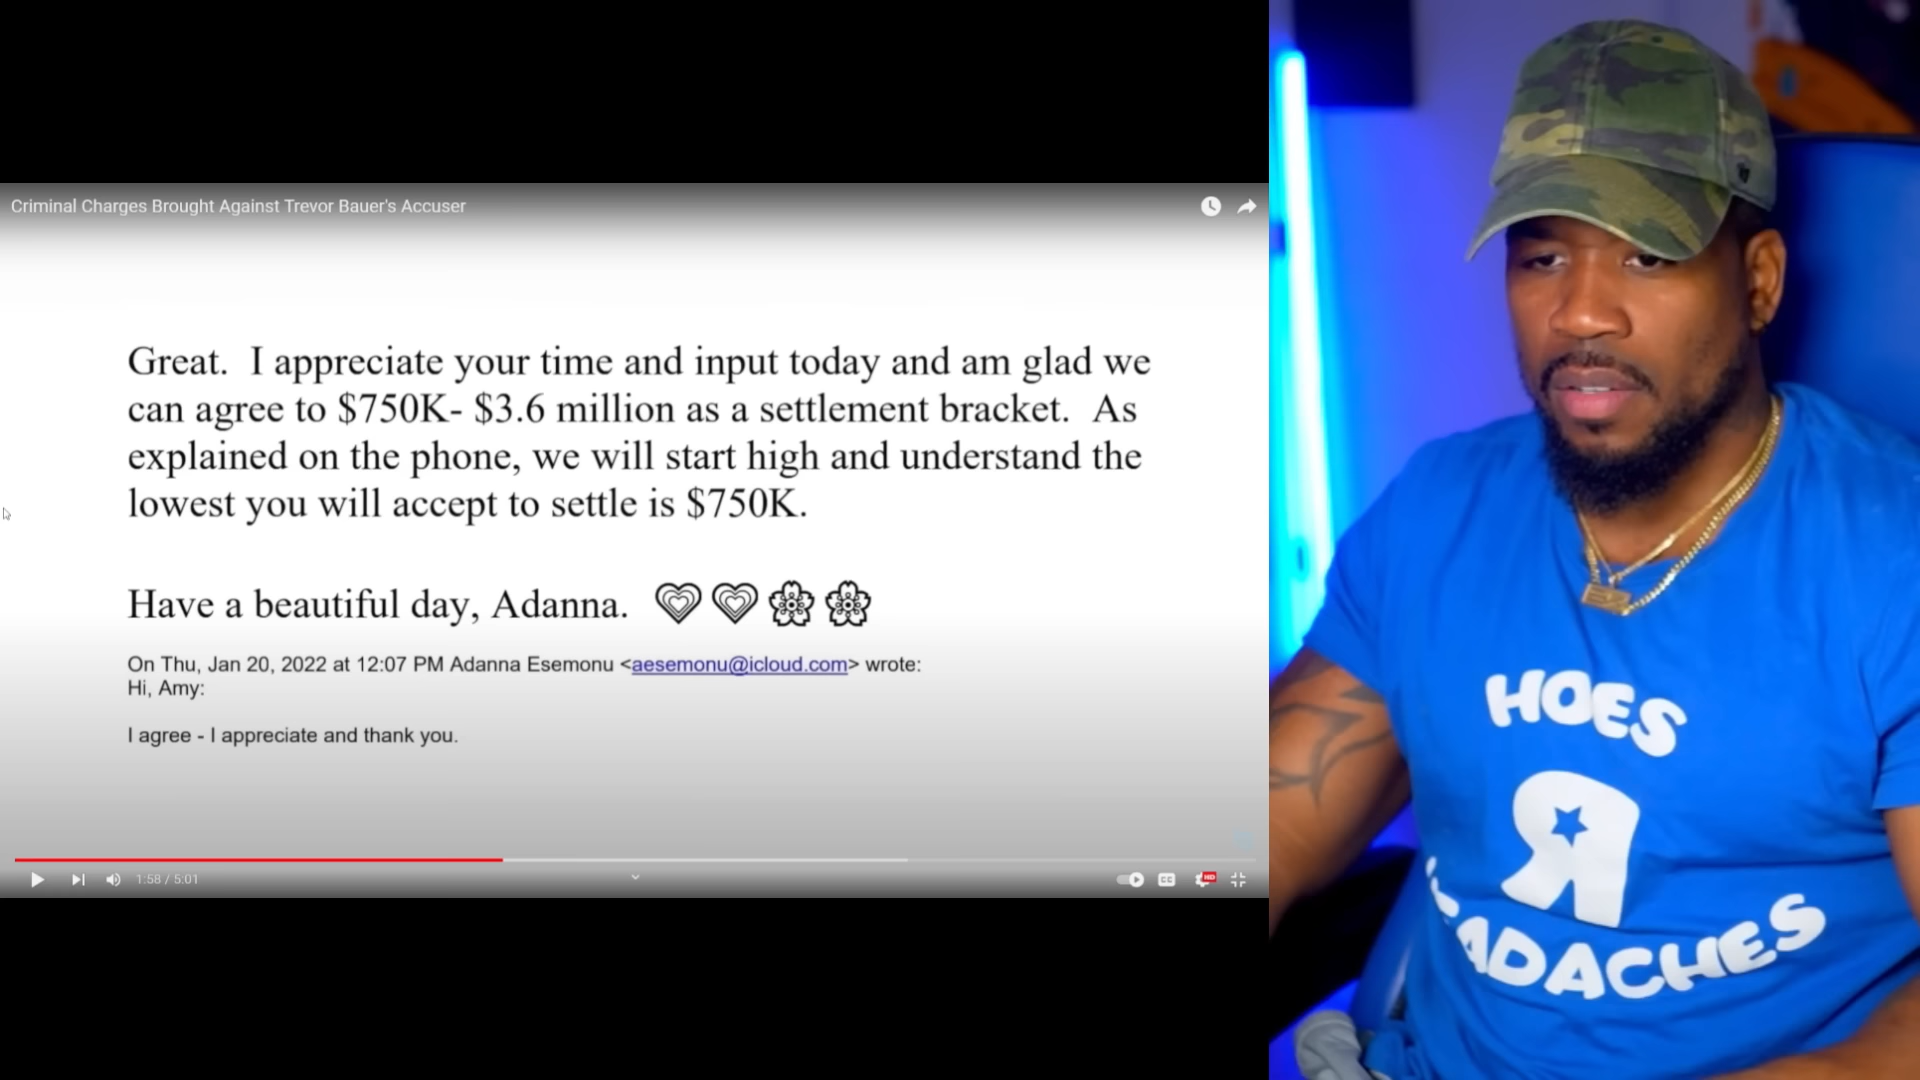 Criminal Charges Brought Against Trevor Bauer's Accuser
Great. I appreciate your time and input today and am glad we
can agree to $750K- $3.6 million as a settlement bracket. As
explained on the phone, we will start high and understand the
lowest you will accept to settle is $750K.
Have a beautiful day, Adanna.
On Thu, Jan 20, 2022 at 12:07 PM Adanna Esemonu <aesemonu@icloud.com> wrote:
Hi, Amy:
I agree - I appreciate and thank you.
1:58 / 5:01
CC
HD
HOES
R
ADACHES